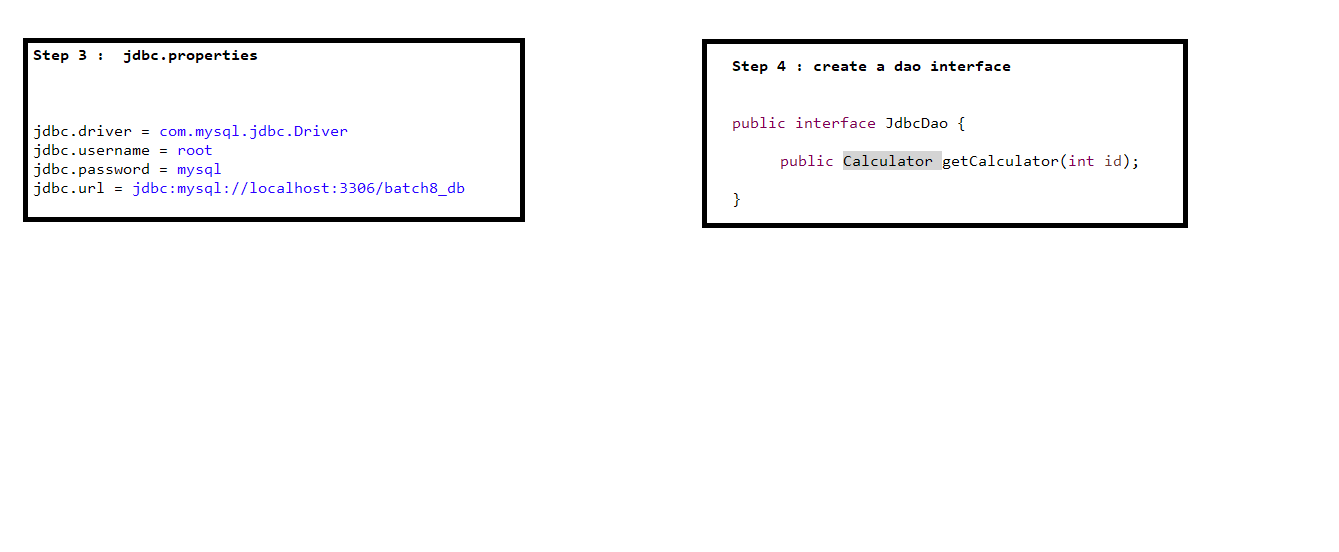 Step 3 :  jdbc.properties
jdbc.driver = com.mysql.jdbc.Driver
jdbc.username = root
jdbc.password = mysql
jdbc.url = jdbc:mysql://localhost:3306/batch8_db
Step 4 : create a dao interface
public interface JdbcDao {
public Calculator getCalculator(int id);
}